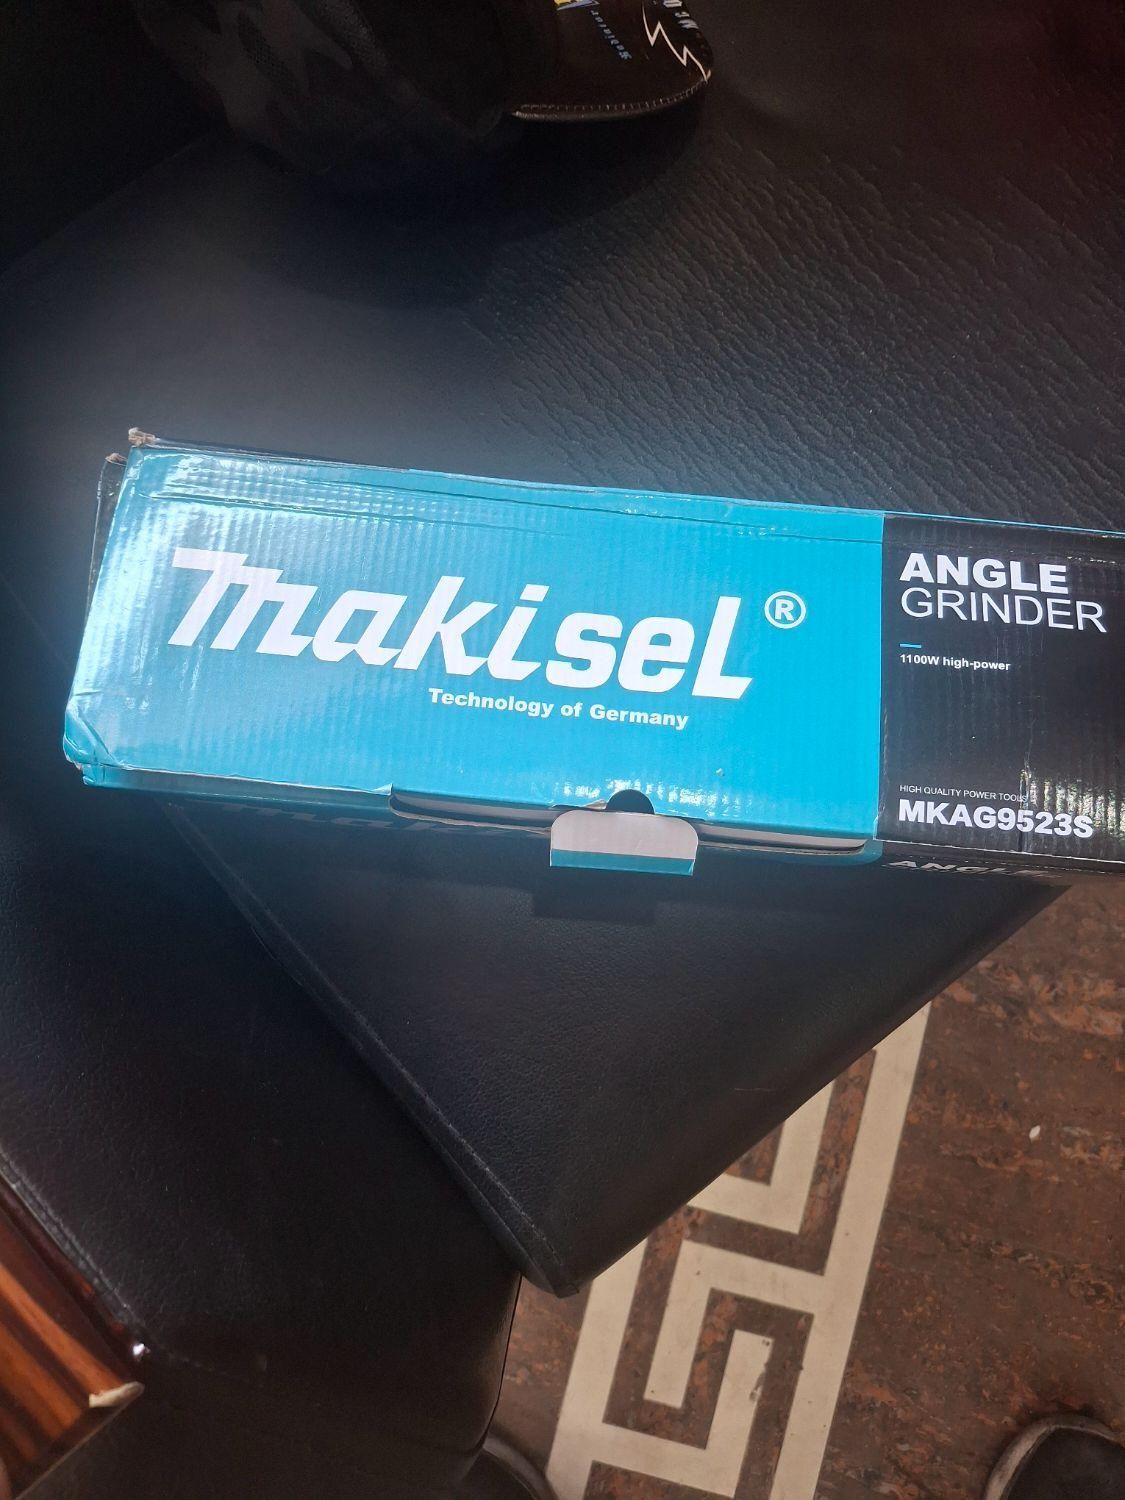 makisel®
Technology of Germany
ANGLE
GRINDER
1100W high-power
HIGH QUALITY POWER TOOLS
MKAG9523S
ANGLE